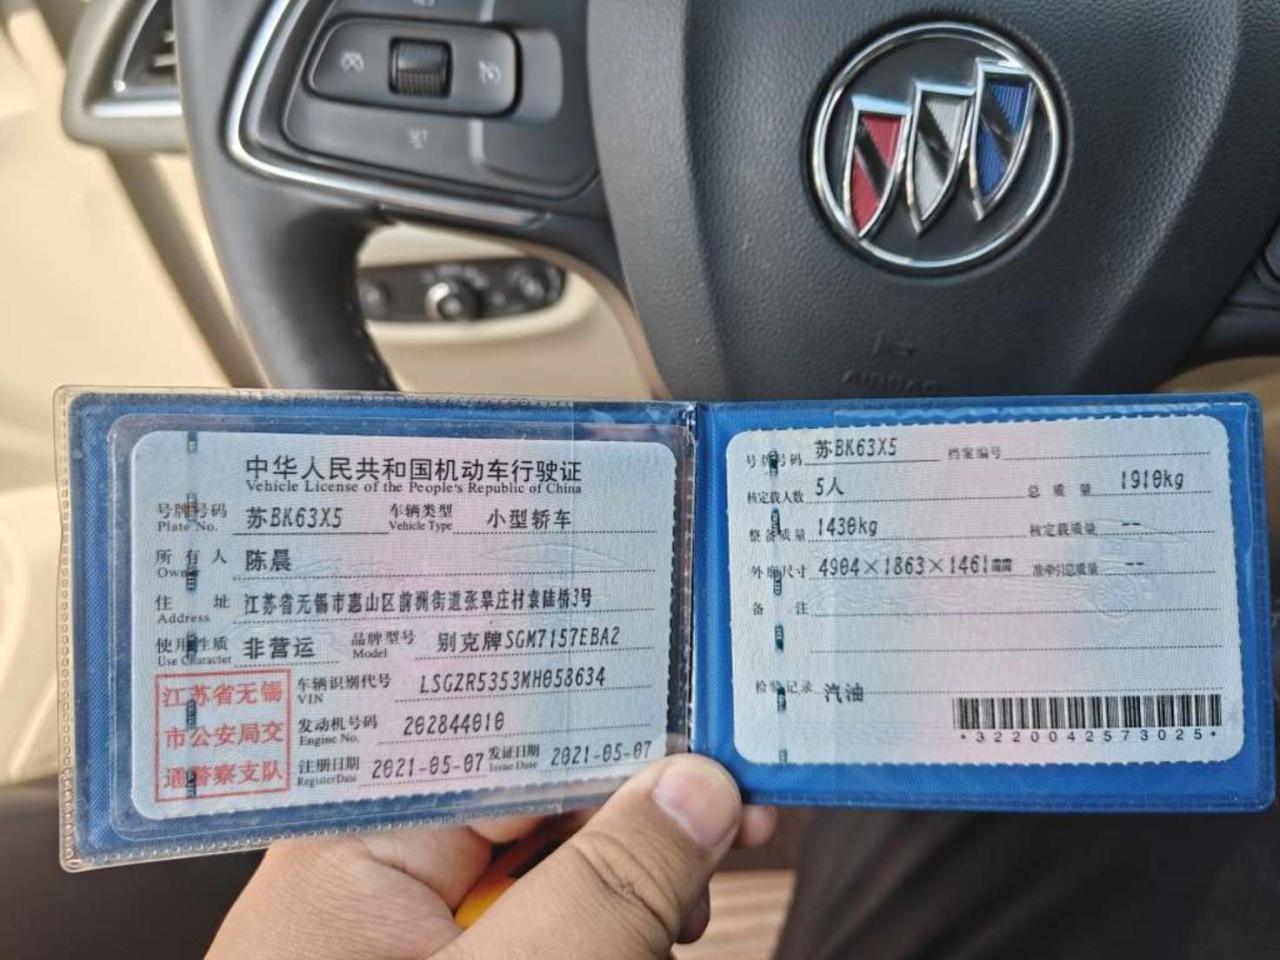 SET
中华人民共和国机动车行驶证
Vehicle License of the People's Republic of China
号牌号码 苏BK63X5 车辆类型 小型轿车
Plate No. Vehicle Type
所有人 陈晨
Owner
住址 江苏省无锡市惠山区前洲街道张皋庄村袁陆桥3号
Address
使用性质 非营运 品牌型号 别克牌SGM7157EBA2
Use Character Model
江苏省无锡
市公安局交
通警察支队
车辆识别代号 LSGZR5353MH058634
VIN
发动机号码 202844010
Engine No.
注册日期 2021-05-07 发证日期 2021-05-07
Register Date Issue Date
号牌号码 苏BK63X5 档案编号
核定载人数 5人 总质量 1910kg
整备质量 1430kg 核定载质量 --
外廓尺寸 4904×1863×1461mm 准牵引总质量 --
备注
检验记录 汽油
*3220042573025*